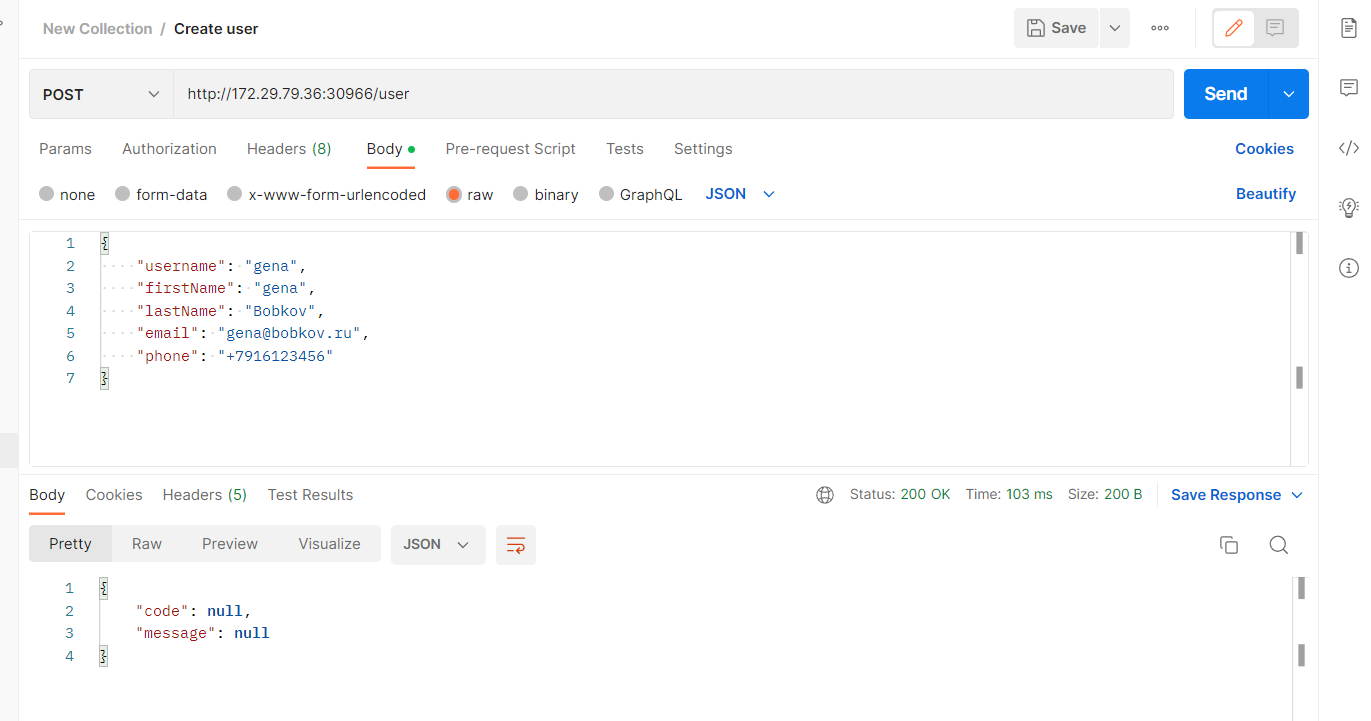 New Collection / Create user
Save
POST
http://172.29.79.36:30966/user
Send
Params Authorization Headers (8) Body Pre-request Script Tests Settings Cookies
none form-data x-www-form-urlencoded raw binary GraphQL JSON Beautify
1 {
2 "username": "gena",
3 "firstName": "gena",
4 "lastName": "Bobkov",
5 "email": "gena@bobkov.ru",
6 "phone": "+7916123456"
7 }
Body Cookies Headers (5) Test Results Status: 200 OK Time: 103 ms Size: 200 B Save Response
Pretty Raw Preview Visualize JSON
1 {
2 "code": null,
3 "message": null
4 }